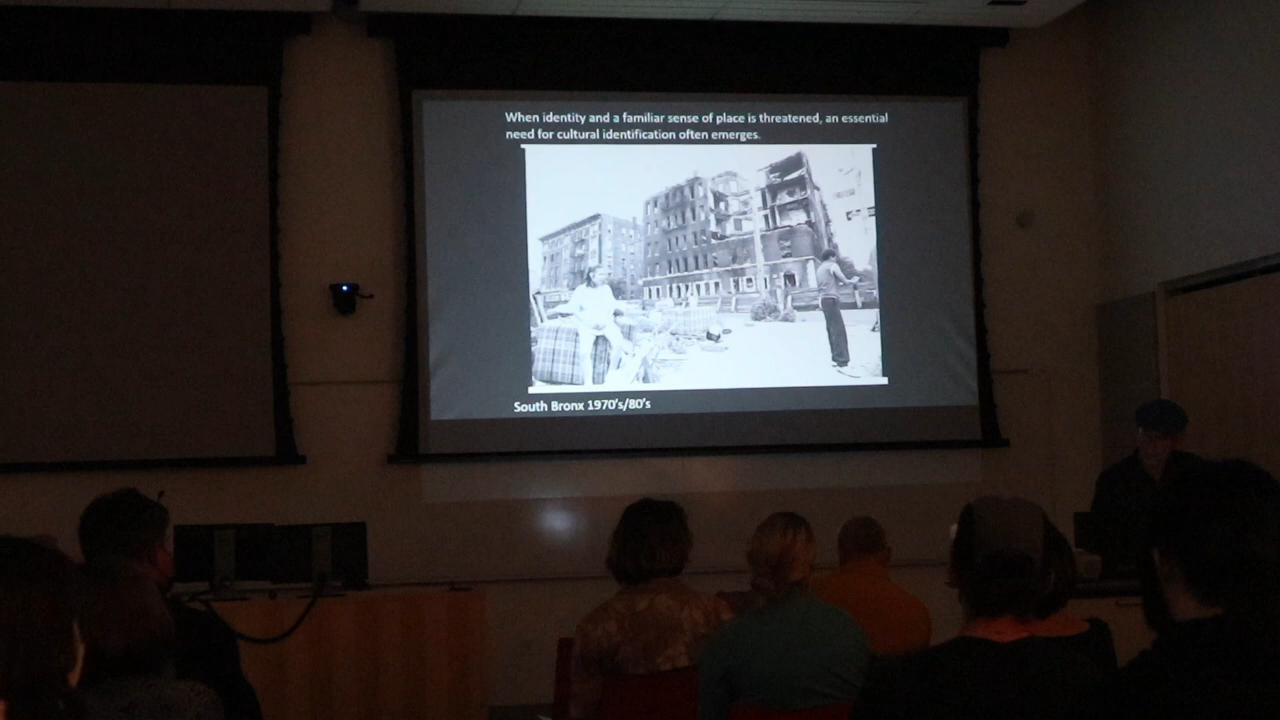 When identity and a familiar sense of place is threatened, an essential
need for cultural identification often emerges.
South Bronx 1970's/80's